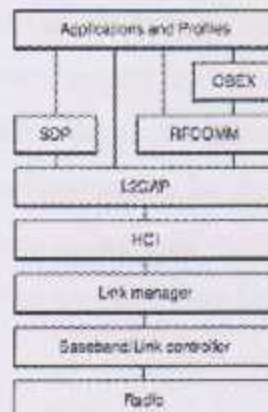 Applications and Profiles
OBEX
SDP
RFCOMM
L2CAP
HCI
Link manager
Baseband/Link controller
Radio